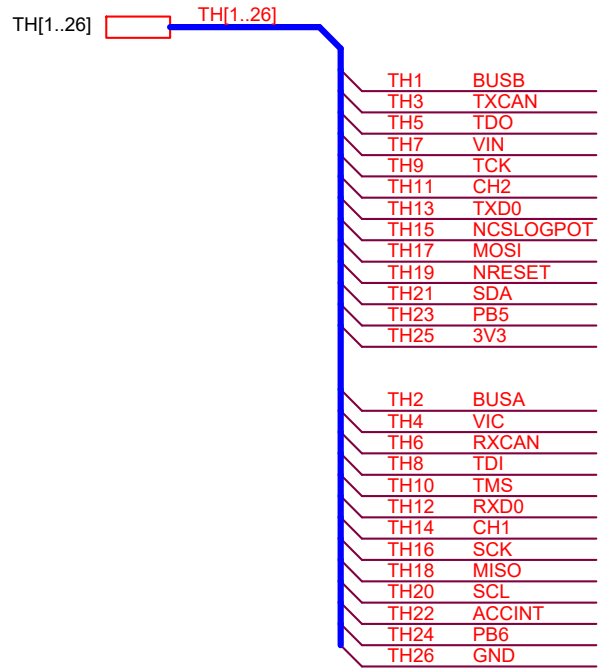 TH[1..26] TH[1..26]
TH1 BUSB
TH3 TXCAN
TH5 TDO
TH7 VIN
TH9 TCK
TH11 CH2
TH13 TXD0
TH15 NCSLOGPOT
TH17 MOSI
TH19 NRESET
TH21 SDA
TH23 PB5
TH25 3V3
TH2 BUSA
TH4 VIC
TH6 RXCAN
TH8 TDI
TH10 TMS
TH12 RXD0
TH14 CH1
TH16 SCK
TH18 MISO
TH20 SCL
TH22 ACCINT
TH24 PB6
TH26 GND